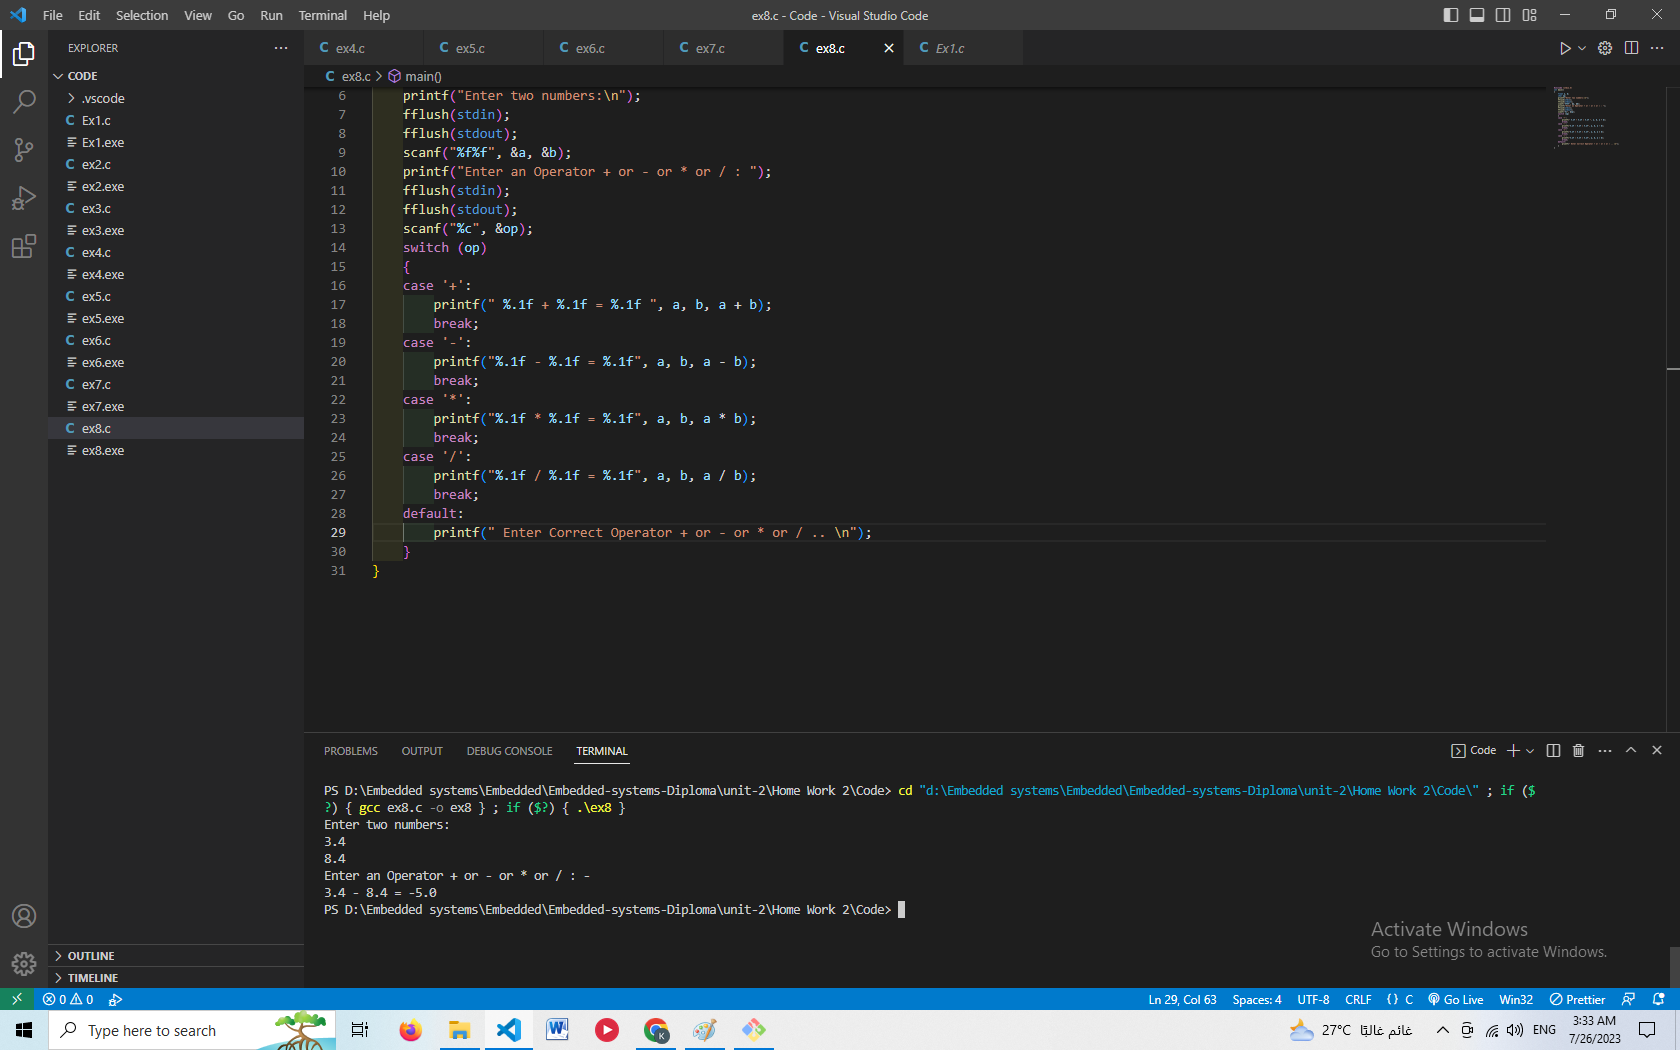 File Edit Selection View Go Run Terminal Help
ex8.c - Code - Visual Studio Code
EXPLORER
CODE
.vscode
C Ex1.c
Ex1.exe
C ex2.c
ex2.exe
C ex3.c
ex3.exe
C ex4.c
ex4.exe
C ex5.c
ex5.exe
C ex6.c
ex6.exe
C ex7.c
ex7.exe
C ex8.c
ex8.exe
OUTLINE
TIMELINE
C ex4.c C ex5.c C ex6.c C ex7.c C ex8.c C Ex1.c
C ex8.c > main()
6 printf("Enter two numbers:\n");
7 fflush(stdin);
8 fflush(stdout);
9 scanf("%f%f", &a, &b);
10 printf("Enter an Operator + or - or * or / : ");
11 fflush(stdin);
12 fflush(stdout);
13 scanf("%c", &op);
14 switch (op)
15 {
16 case '+':
17 printf(" %.1f + %.1f = %.1f ", a, b, a + b);
18 break;
19 case '-':
20 printf("%.1f - %.1f = %.1f", a, b, a - b);
21 break;
22 case '*':
23 printf("%.1f * %.1f = %.1f", a, b, a * b);
24 break;
25 case '/':
26 printf("%.1f / %.1f = %.1f", a, b, a / b);
27 break;
28 default:
29 printf(" Enter Correct Operator + or - or * or / .. \n");
30 }
31 }
PROBLEMS OUTPUT DEBUG CONSOLE TERMINAL
Code
PS D:\Embedded systems\Embedded\Embedded-systems-Diploma\unit-2\Home Work 2\Code> cd "d:\Embedded systems\Embedded\Embedded-systems-Diploma\unit-2\Home Work 2\Code\" ; if ($
?) { gcc ex8.c -o ex8 } ; if ($?) { .\ex8 }
Enter two numbers:
3.4
8.4
Enter an Operator + or - or * or / : -
3.4 - 8.4 = -5.0
PS D:\Embedded systems\Embedded\Embedded-systems-Diploma\unit-2\Home Work 2\Code>
Activate Windows
Go to Settings to activate Windows.
0 0
Ln 29, Col 63 Spaces: 4 UTF-8 CRLF {} C Go Live Win32 Prettier
Type here to search
27°C غائم غالبًا
ENG
3:33 AM
7/26/2023